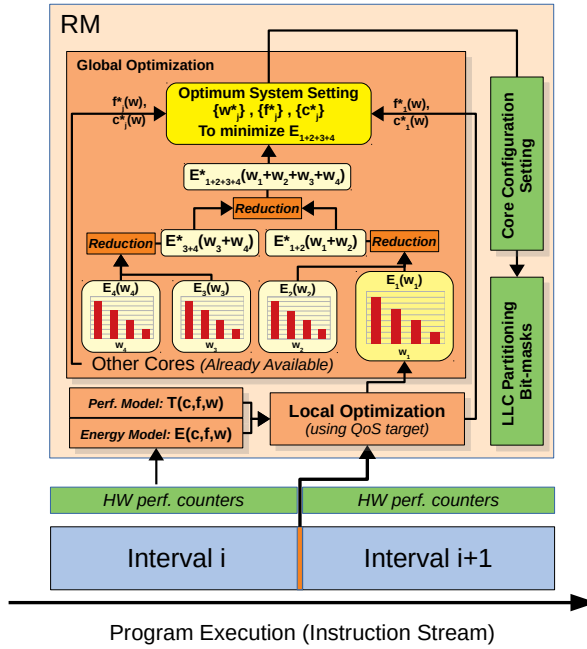 RM
Global Optimization
Optimum System Setting
{w*j} , {f*j} , {c*j}
To minimize E1+2+3+4
f*j(w),
c*j(w)
f*1(w),
c*1(w)
E*1+2+3+4(w1+w2+w3+w4)
Reduction
Reduction
E*3+4(w3+w4)
E*1+2(w1+w2)
Reduction
E4(w4)
E3(w3)
E2(w2)
E1(w1)
w4
w3
w2
w1
Other Cores (Already Available)
Core Configuration
Setting
LLC Partitioning
Bit-masks
Perf. Model: T(c,f,w)
Energy Model: E(c,f,w)
Local Optimization
(using QoS target)
HW perf. counters
HW perf. counters
Interval i
Interval i+1
Program Execution (Instruction Stream)